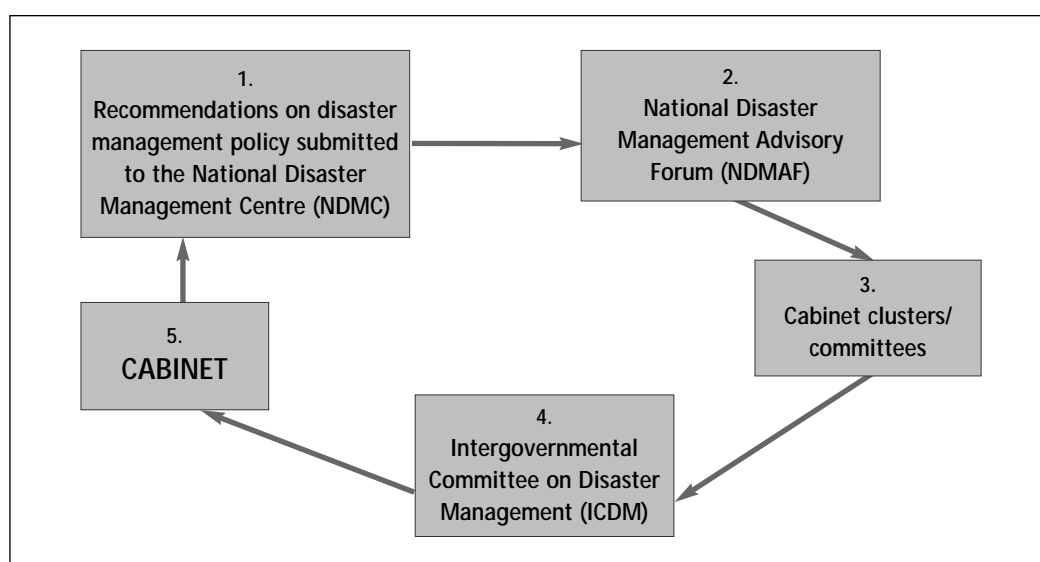 1.
Recommendations on disaster
management policy submitted
to the National Disaster
Management Centre (NDMC)
2.
National Disaster
Management Advisory
Forum (NDMAF)
3.
Cabinet clusters/
committees
4.
Intergovernmental
Committee on Disaster
Management (ICDM)
5.
CABINET